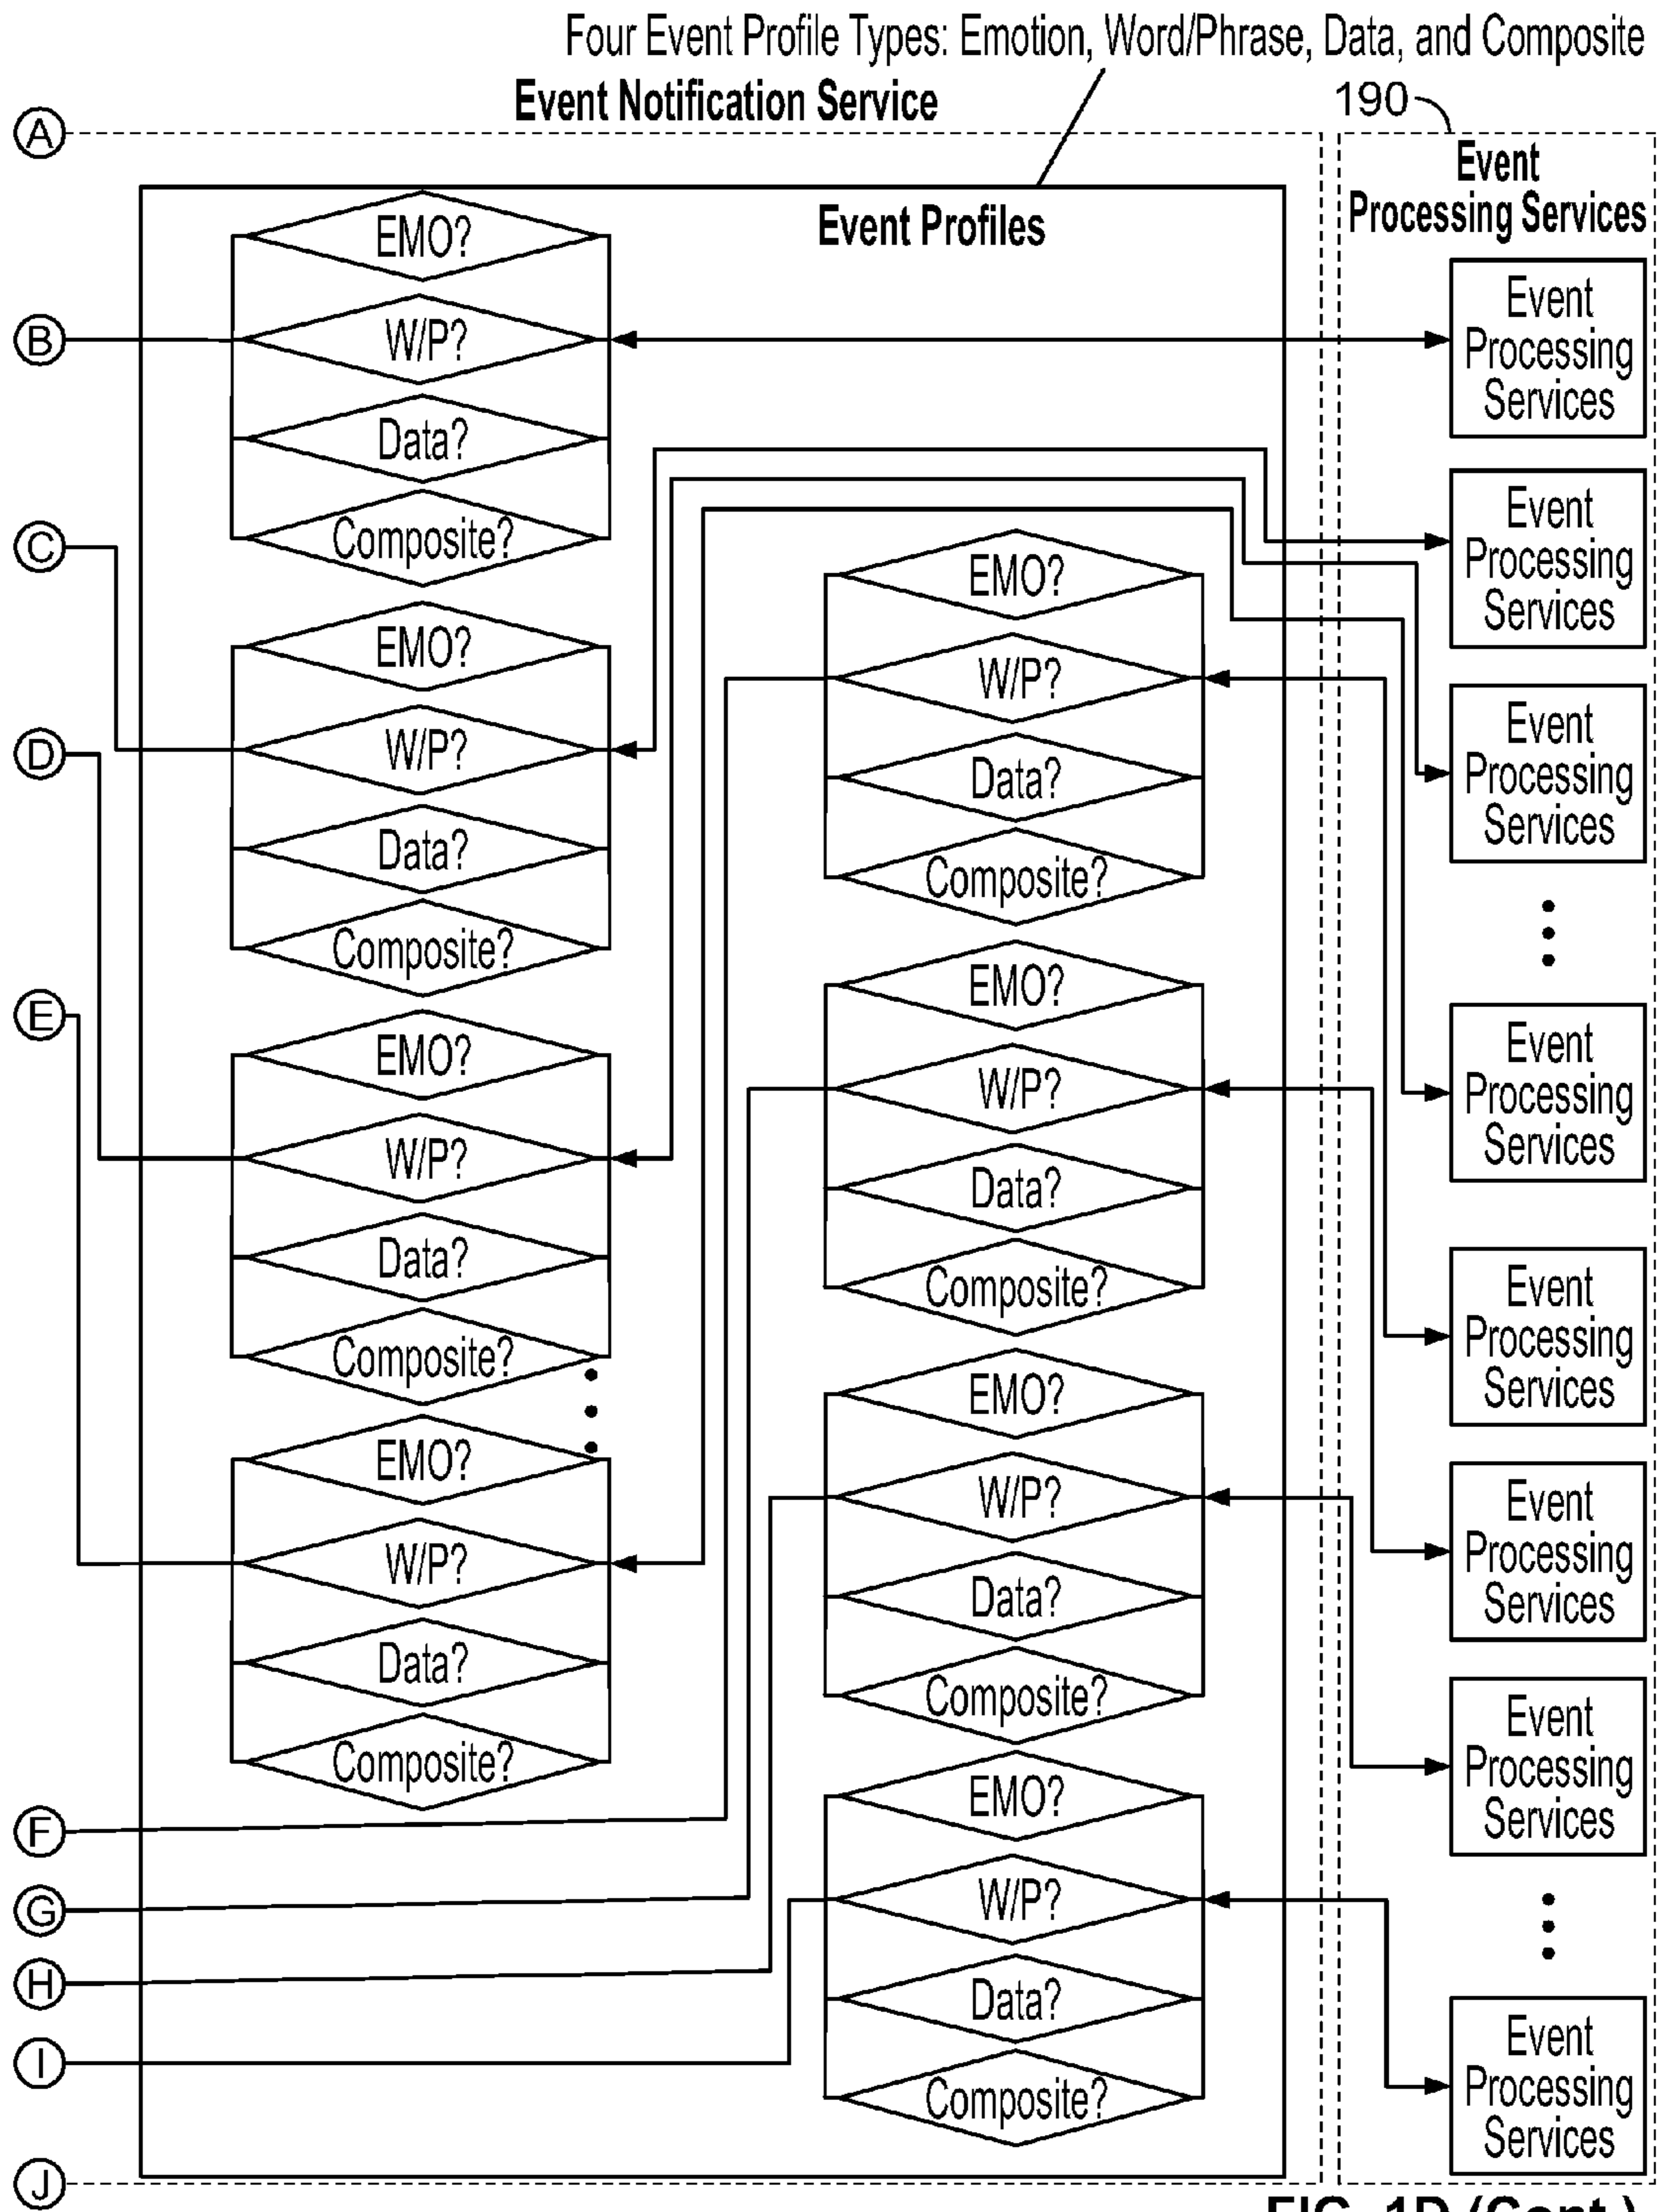 Four Event Profile Types: Emotion, Word/Phrase, Data, and Composite
Event Notification Service
190
A
Event
Processing Services
Event Profiles
EMO?
W/P?
Data?
Composite?
B
Event
Processing
Services
C
EMO?
W/P?
Data?
Composite?
Event
Processing
Services
D
EMO?
W/P?
Data?
Composite?
Event
Processing
Services
E
EMO?
W/P?
Data?
Composite?
Event
Processing
Services
F
EMO?
W/P?
Data?
Composite?
Event
Processing
Services
G
EMO?
W/P?
Data?
Composite?
Event
Processing
Services
H
EMO?
W/P?
Data?
Composite?
Event
Processing
Services
I
EMO?
W/P?
Data?
Composite?
Event
Processing
Services
J
FIG. 1D (Cont.)